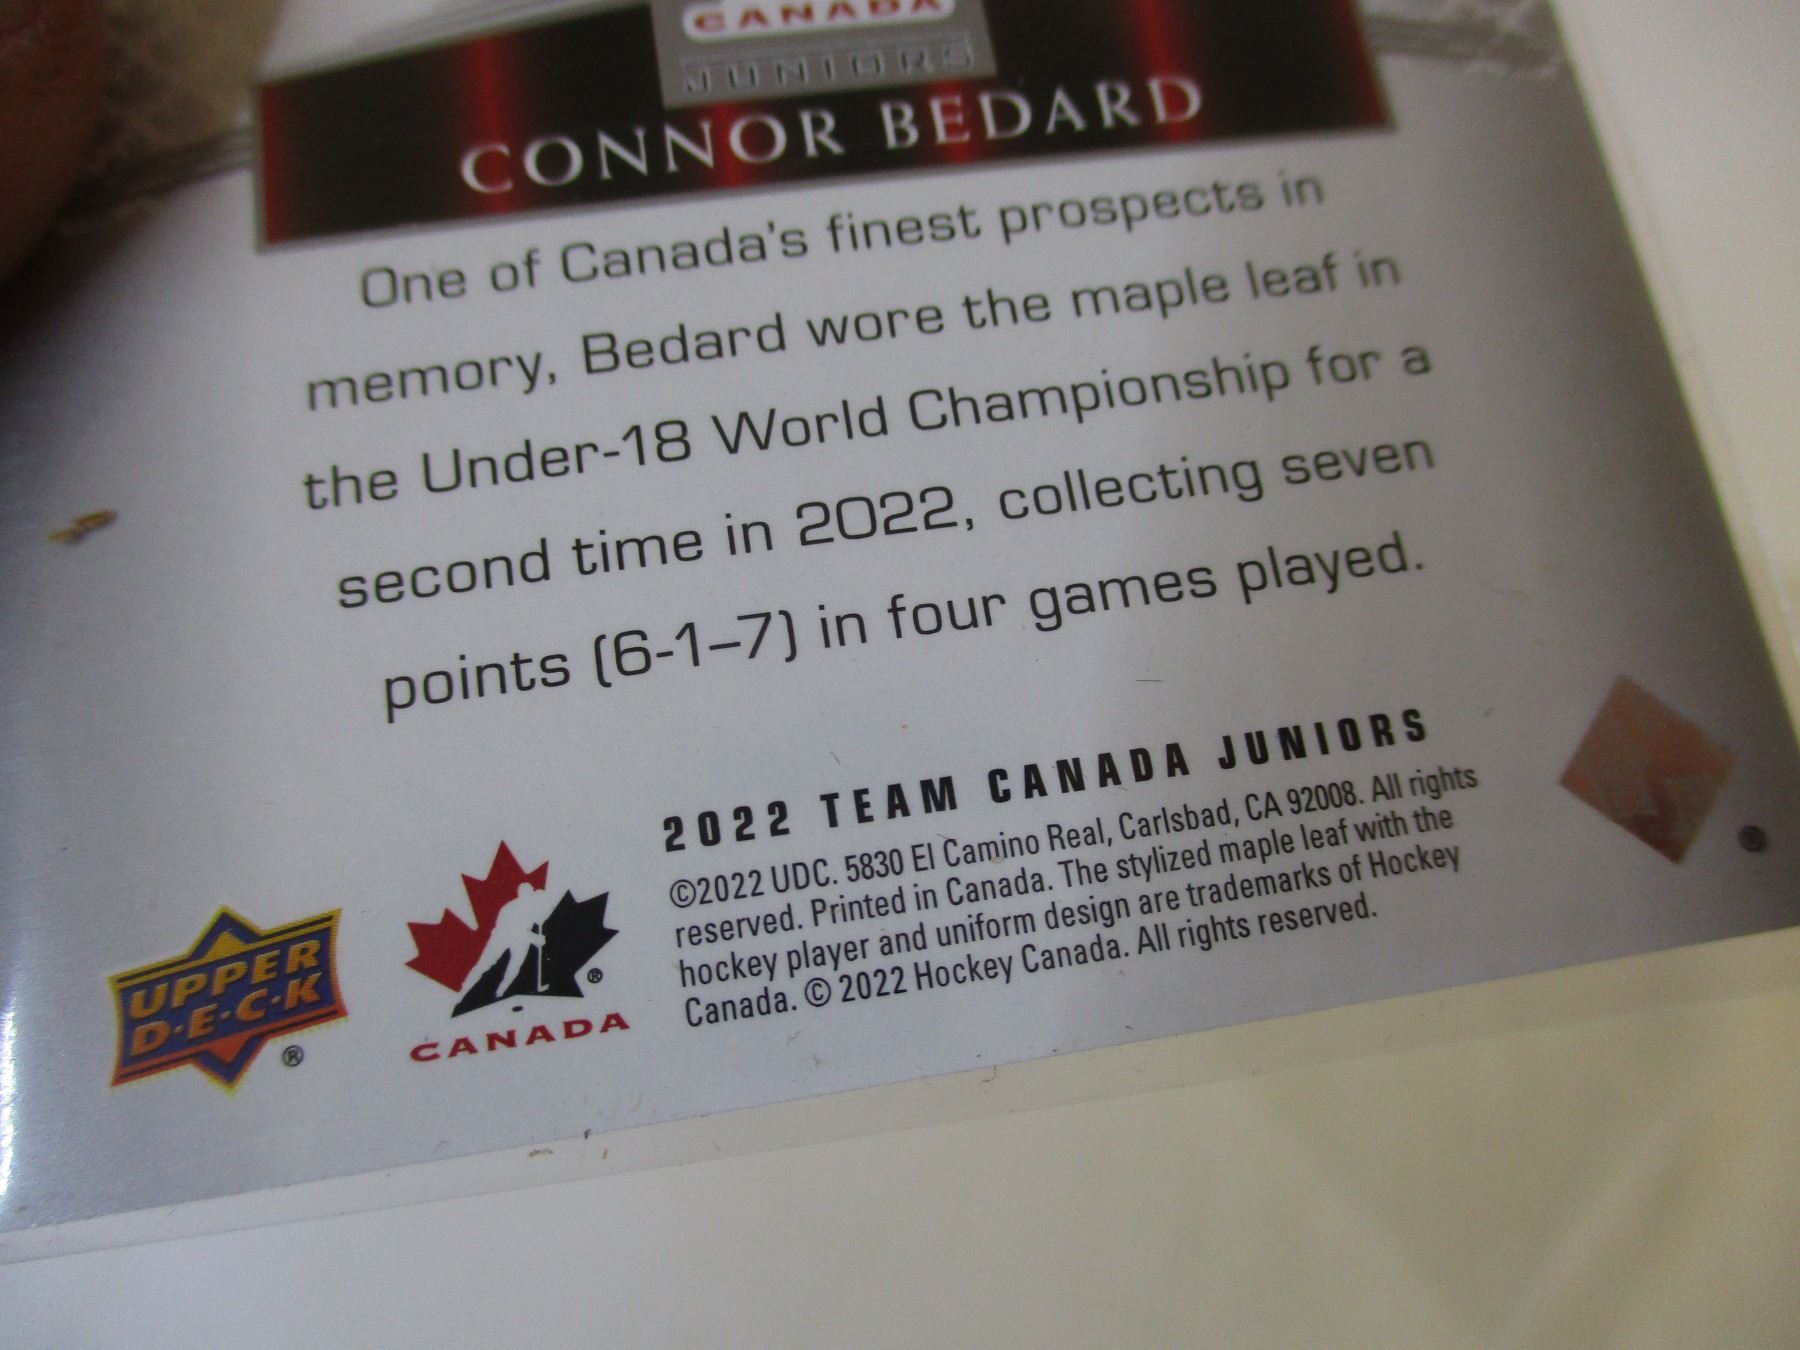 CANADA
JUNIORS
CONNOR BEDARD
One of Canada's finest prospects in
memory, Bedard wore the maple leaf in
the Under-18 World Championship for a
second time in 2022, collecting seven
points (6-1–7) in four games played.
2022 TEAM CANADA JUNIORS
©2022 UDC. 5830 El Camino Real, Carlsbad, CA 92008. All rights
reserved. Printed in Canada. The stylized maple leaf with the
hockey player and uniform design are trademarks of Hockey
Canada. © 2022 Hockey Canada. All rights reserved.
UPPER
D·E·C·K
®
®
CANADA
®